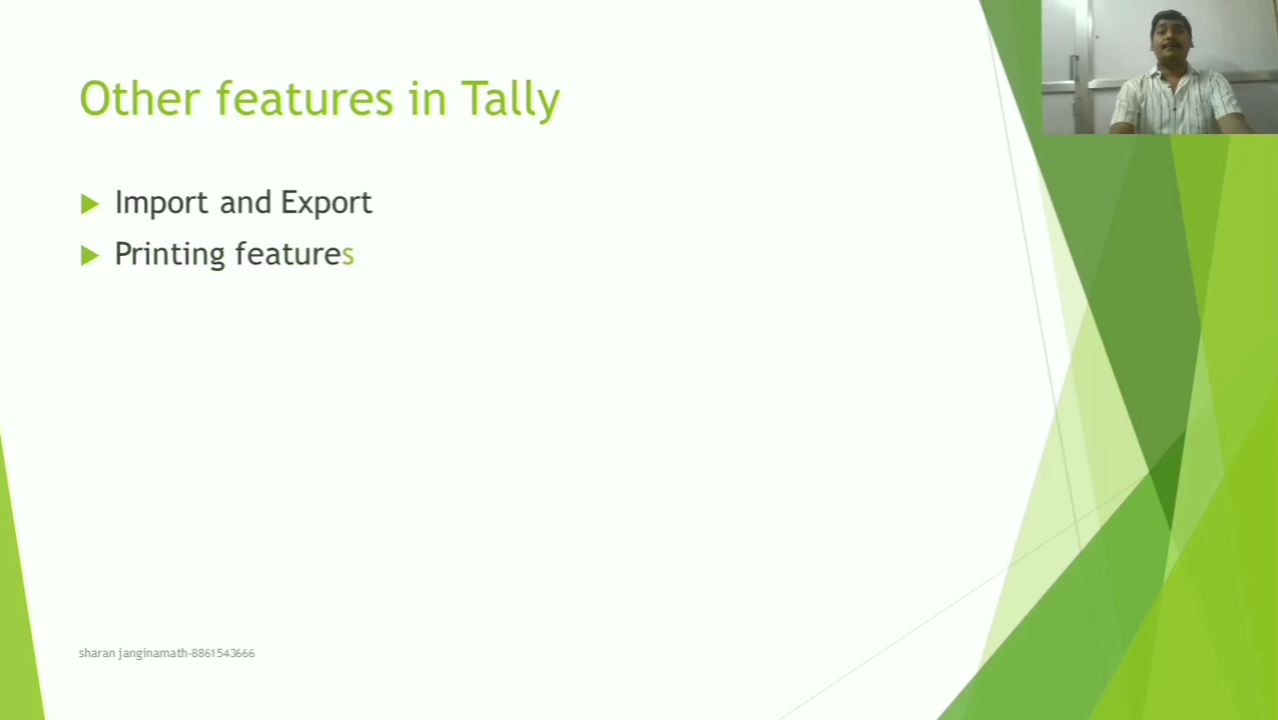 Other features in Tally
Import and Export
Printing features
sharan janginamath-8861543666